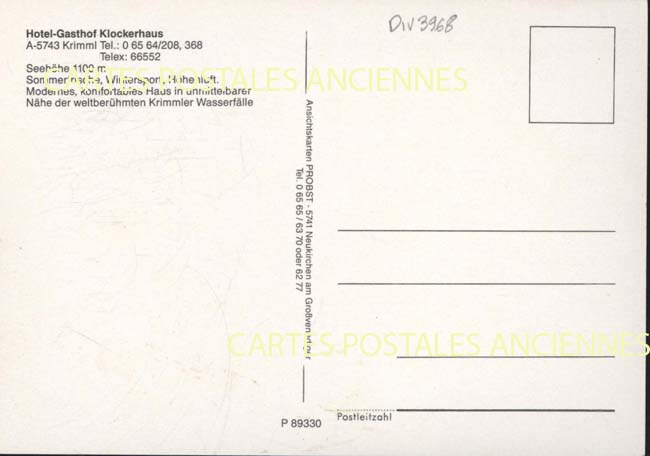 Hotel-Gasthof Klockerhaus
A-5743 Krimml Tel.: 0 65 64/208, 368
Telex: 66552
Seehöhe 1100 m
Sommerfrische, Wintersport, Höhenluft.
Modernes, komfortables Haus in unmittelbarer
Nähe der weltberühmten Krimmler Wasserfälle
CARTES POSTALES ANCIENNES
Div 3968
Ansichtskarten PROBST - 5741 Neukirchen am Großvenediger
Tel. 0 65 65 / 63 70 oder 62 77
CARTES POSTALES ANCIENNES
Postleitzahl
P 89330